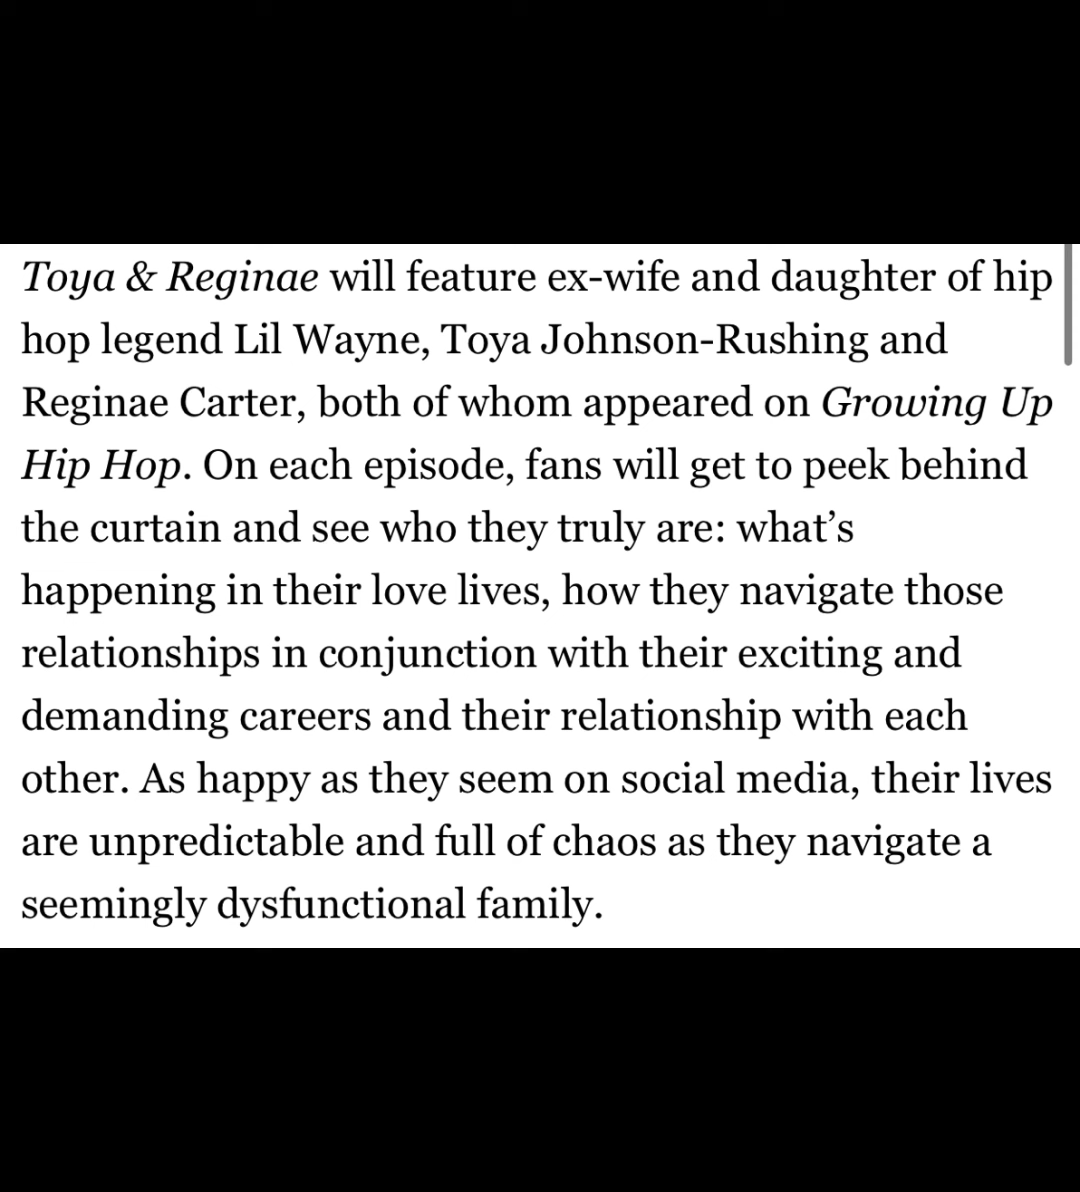 Toya & Reginae will feature ex-wife and daughter of hip
hop legend Lil Wayne, Toya Johnson-Rushing and
Reginae Carter, both of whom appeared on Growing Up
Hip Hop. On each episode, fans will get to peek behind
the curtain and see who they truly are: what’s
happening in their love lives, how they navigate those
relationships in conjunction with their exciting and
demanding careers and their relationship with each
other. As happy as they seem on social media, their lives
are unpredictable and full of chaos as they navigate a
seemingly dysfunctional family.